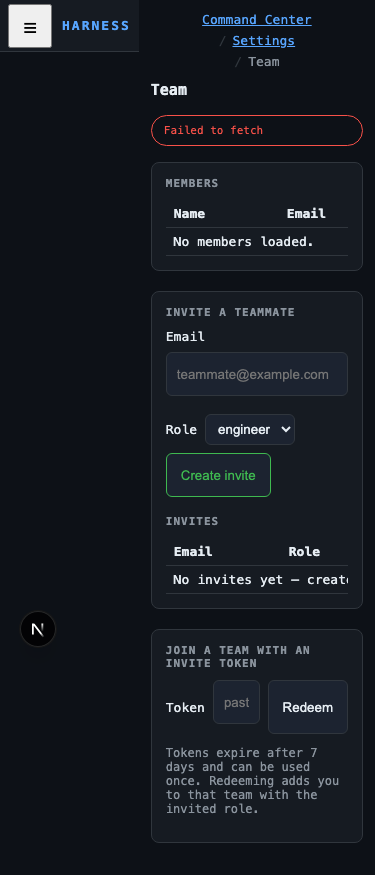 ☰ HARNESS
Command Center
/ Settings
/ Team
Team
Failed to fetch
MEMBERS
Name Email
No members loaded.
INVITE A TEAMMATE
Email
teammate@example.com
Role engineer
Create invite
INVITES
Email Role
No invites yet — create
JOIN A TEAM WITH AN
INVITE TOKEN
Token past Redeem
Tokens expire after 7
days and can be used
once. Redeeming adds you
to that team with the
invited role.
N